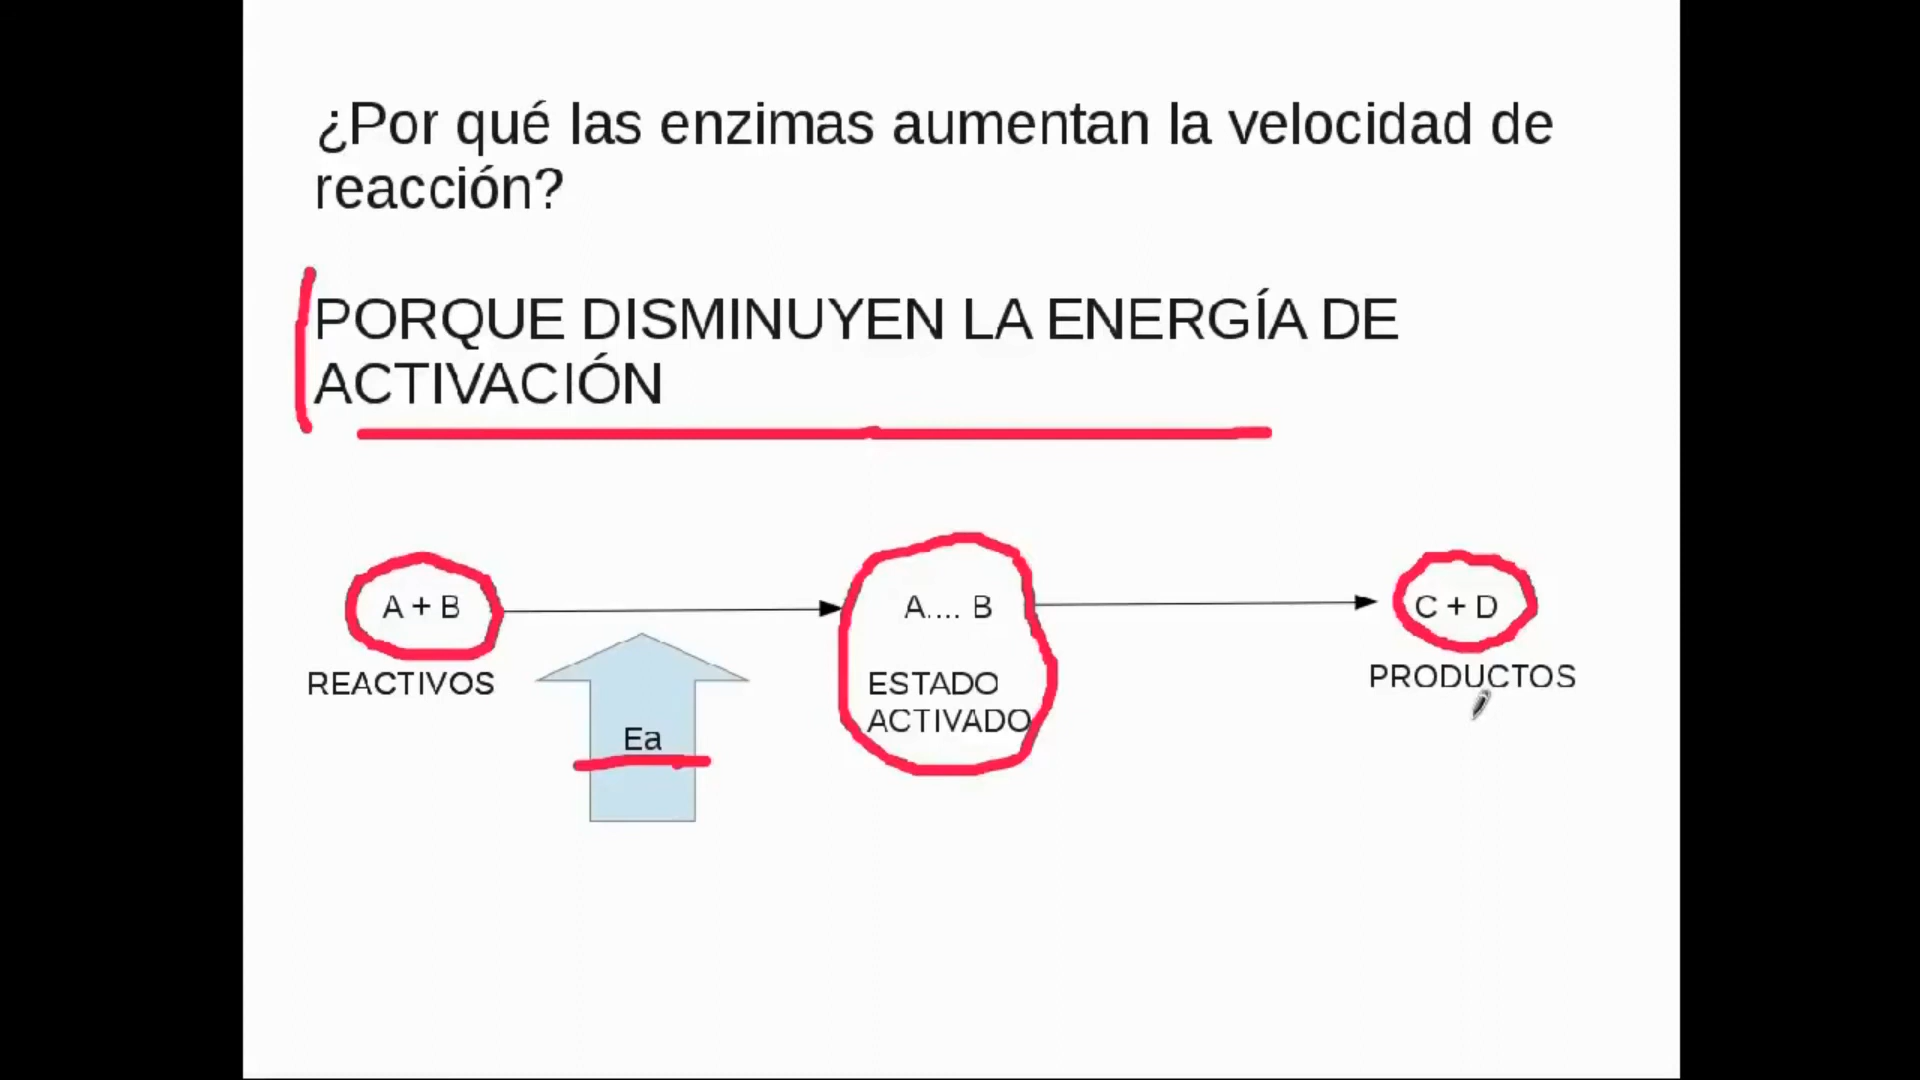 ¿Por qué las enzimas aumentan la velocidad de
reacción?
PORQUE DISMINUYEN LA ENERGÍA DE
ACTIVACIÓN
A + B
A.... B
C + D
REACTIVOS
ESTADO
ACTIVADO
PRODUCTOS
Ea